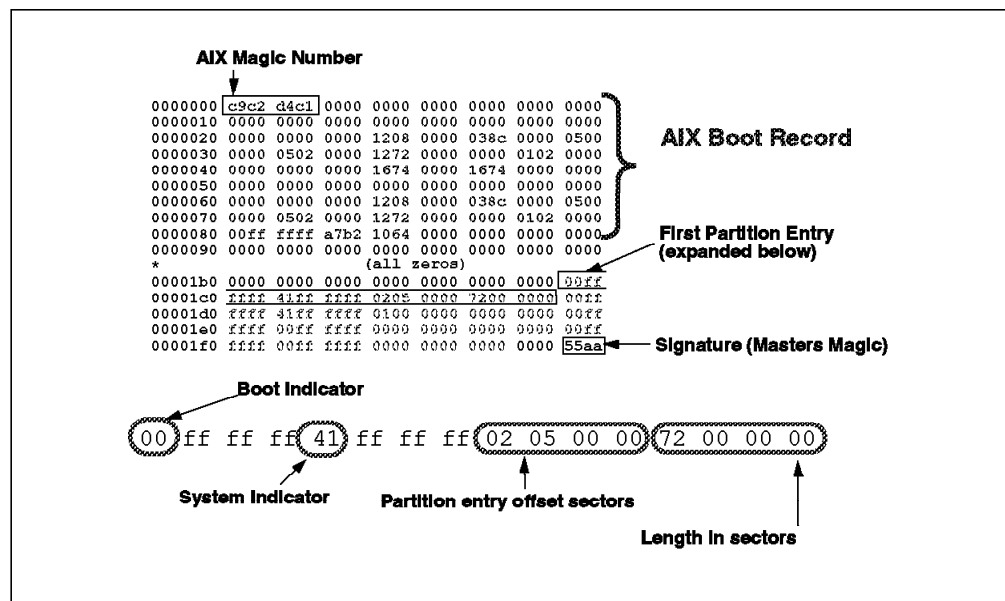 AIX Magic Number
0000000 c9c2 d4c1 0000 0000 0000 0000 0000 0000
0000010 0000 0000 0000 0000 0000 0000 0000 0000
0000020 0000 0000 0000 1208 0000 038c 0000 0500
0000030 0000 0502 0000 1272 0000 0000 0102 0000
0000040 0000 0000 0000 1674 0000 1674 0000 0000
0000050 0000 0000 0000 0000 0000 0000 0000 0000
0000060 0000 0000 0000 1208 0000 038c 0000 0500
0000070 0000 0502 0000 1272 0000 0000 0102 0000
0000080 00ff ffff a7b2 1064 0000 0000 0000 0000
0000090 0000 0000 0000 0000 0000 0000 0000 0000
AIX Boot Record
First Partition Entry
(expanded below)
* (all zeros)
00001b0 0000 0000 0000 0000 0000 0000 0000 00ff
00001c0 ffff 41ff ffff 0205 0000 7200 0000 00ff
00001d0 ffff 41ff ffff 0100 0000 0000 0000 00ff
00001e0 ffff 00ff ffff 0000 0000 0000 0000 00ff
00001f0 ffff 00ff ffff 0000 0000 0000 0000 55aa
Signature (Masters Magic)
Boot Indicator
00 ff ff ff 41 ff ff ff 02 05 00 00 72 00 00 00
System Indicator
Partition entry offset sectors
Length in sectors